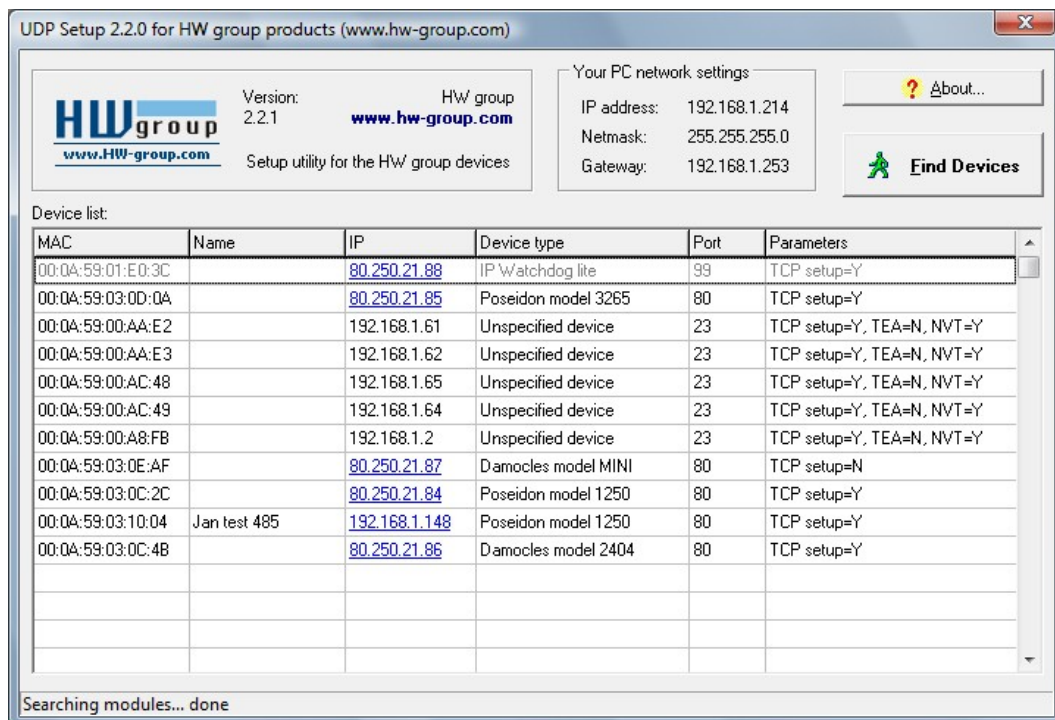 UDP Setup 2.2.0 for HW group products (www.hw-group.com)
HWgroup
www.HW-group.com
Version: HW group
2.2.1 www.hw-group.com
Setup utility for the HW group devices
Your PC network settings
IP address: 192.168.1.214
Netmask: 255.255.255.0
Gateway: 192.168.1.253
? About...
Find Devices
Device list:
MAC Name IP Device type Port Parameters
00:0A:59:01:E0:3C 80.250.21.88 IP Watchdog lite 99 TCP setup=Y
00:0A:59:03:0D:0A 80.250.21.85 Poseidon model 3265 80 TCP setup=Y
00:0A:59:00:AA:E2 192.168.1.61 Unspecified device 23 TCP setup=Y, TEA=N, NVT=Y
00:0A:59:00:AA:E3 192.168.1.62 Unspecified device 23 TCP setup=Y, TEA=N, NVT=Y
00:0A:59:00:AC:48 192.168.1.65 Unspecified device 23 TCP setup=Y, TEA=N, NVT=Y
00:0A:59:00:AC:49 192.168.1.64 Unspecified device 23 TCP setup=Y, TEA=N, NVT=Y
00:0A:59:00:A8:FB 192.168.1.2 Unspecified device 23 TCP setup=Y, TEA=N, NVT=Y
00:0A:59:03:0E:AF 80.250.21.87 Damocles model MINI 80 TCP setup=N
00:0A:59:03:0C:2C 80.250.21.84 Poseidon model 1250 80 TCP setup=Y
00:0A:59:03:10:04 Jan test 485 192.168.1.148 Poseidon model 1250 80 TCP setup=Y
00:0A:59:03:0C:4B 80.250.21.86 Damocles model 2404 80 TCP setup=Y
Searching modules... done